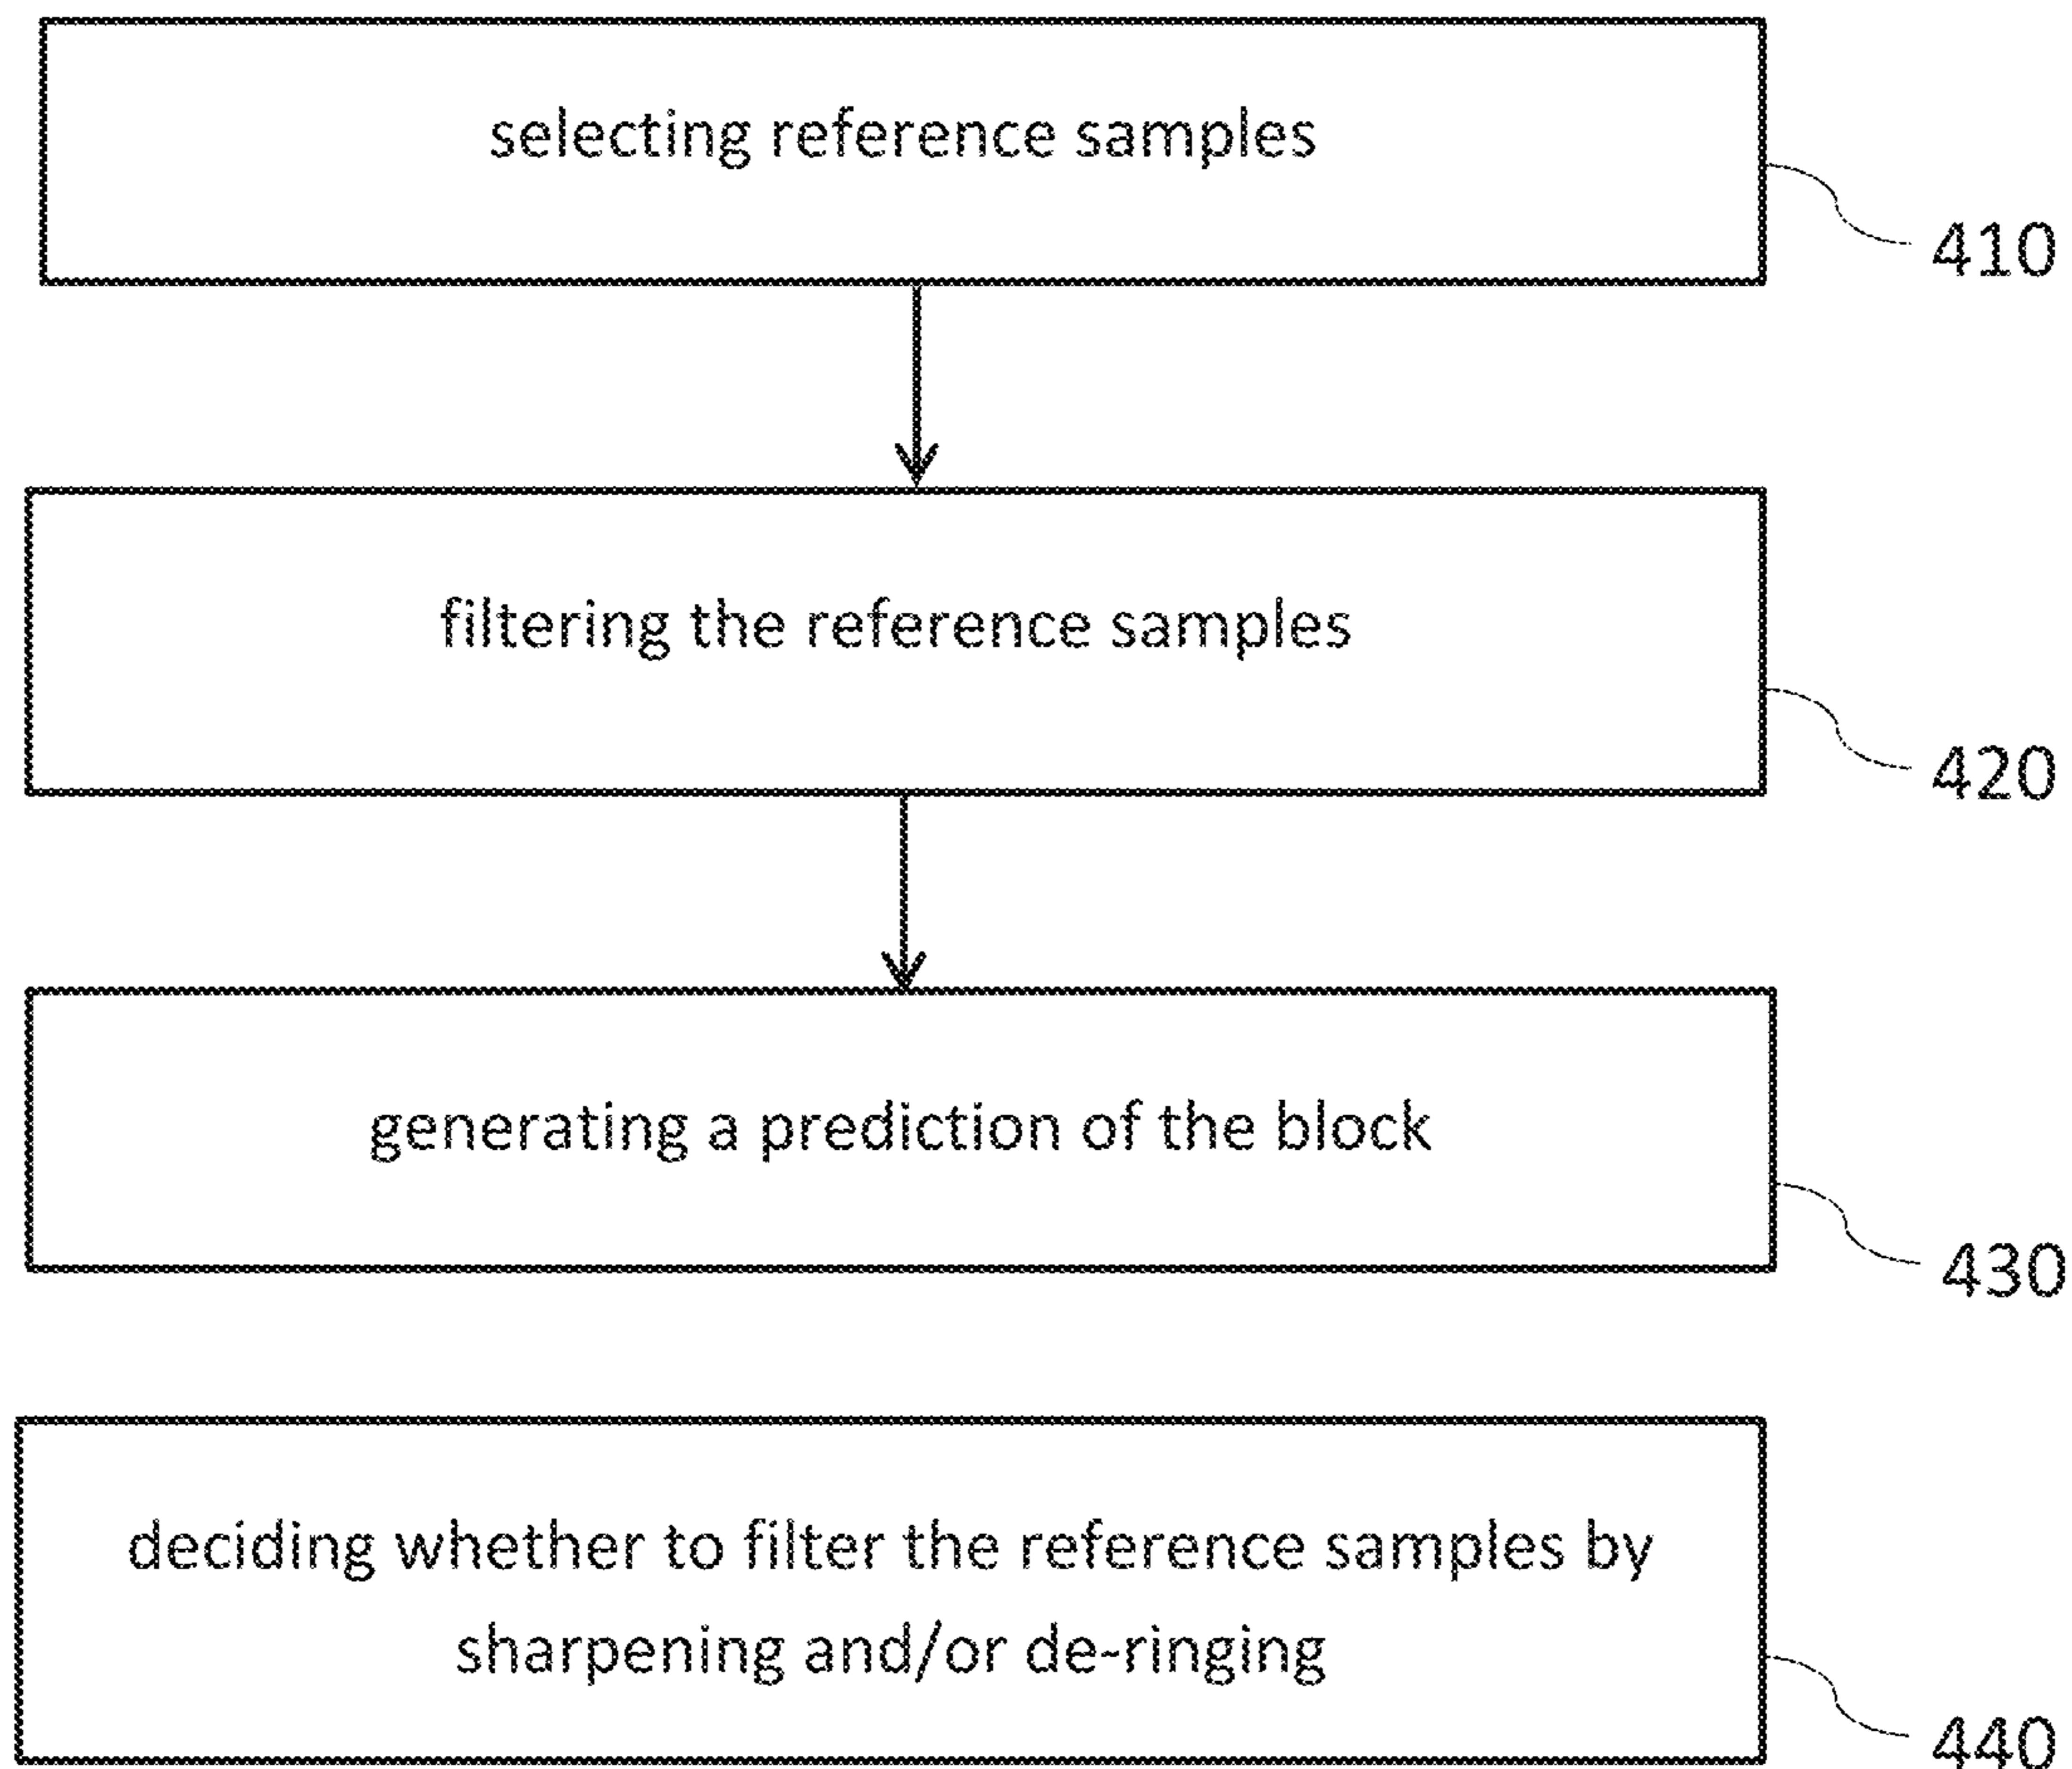 selecting reference samples
410
filtering the reference samples
420
generating a prediction of the block
430
deciding whether to filter the reference samples by
sharpening and/or de-ringing
440